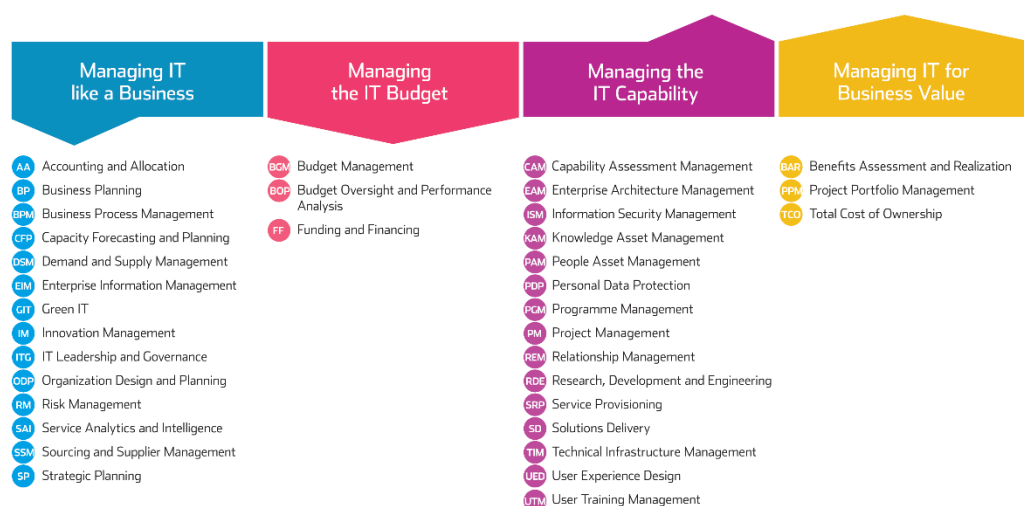 Managing IT
like a Business
AA Accounting and Allocation
BP Business Planning
BPM Business Process Management
CFP Capacity Forecasting and Planning
DSM Demand and Supply Management
EIM Enterprise Information Management
GIT Green IT
IM Innovation Management
ITG IT Leadership and Governance
ODP Organization Design and Planning
RM Risk Management
SAI Service Analytics and Intelligence
SSM Sourcing and Supplier Management
SP Strategic Planning
Managing
the IT Budget
BGM Budget Management
BOP Budget Oversight and Performance
Analysis
FF Funding and Financing
Managing the
IT Capability
CAM Capability Assessment Management
EAM Enterprise Architecture Management
ISM Information Security Management
KAM Knowledge Asset Management
PAM People Asset Management
PDP Personal Data Protection
PGM Programme Management
PM Project Management
REM Relationship Management
RDE Research, Development and Engineering
SRP Service Provisioning
SD Solutions Delivery
TIM Technical Infrastructure Management
UED User Experience Design
UTM User Training Management
Managing IT for
Business Value
BAR Benefits Assessment and Realization
PPM Project Portfolio Management
TCO Total Cost of Ownership